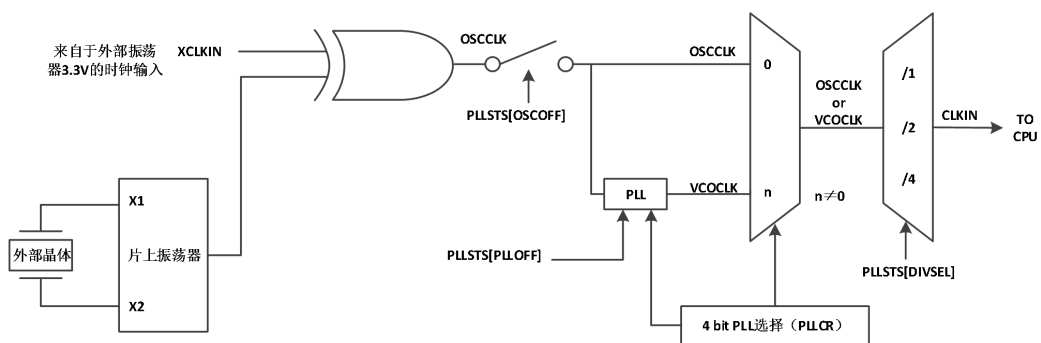 来自于外部振荡
器3.3V的时钟输入
XCLKIN
OSCCLK
PLLSTS[OSCOFF]
OSCCLK
0
OSCCLK
or
VCOCLK
/1
/2
/4
CLKIN
TO
CPU
PLL
VCOCLK
n
n≠0
X1
外部晶体
片上振荡器
X2
PLLSTS[PLLOFF]
PLLSTS[DIVSEL]
4 bit PLL选择（PLLCR）